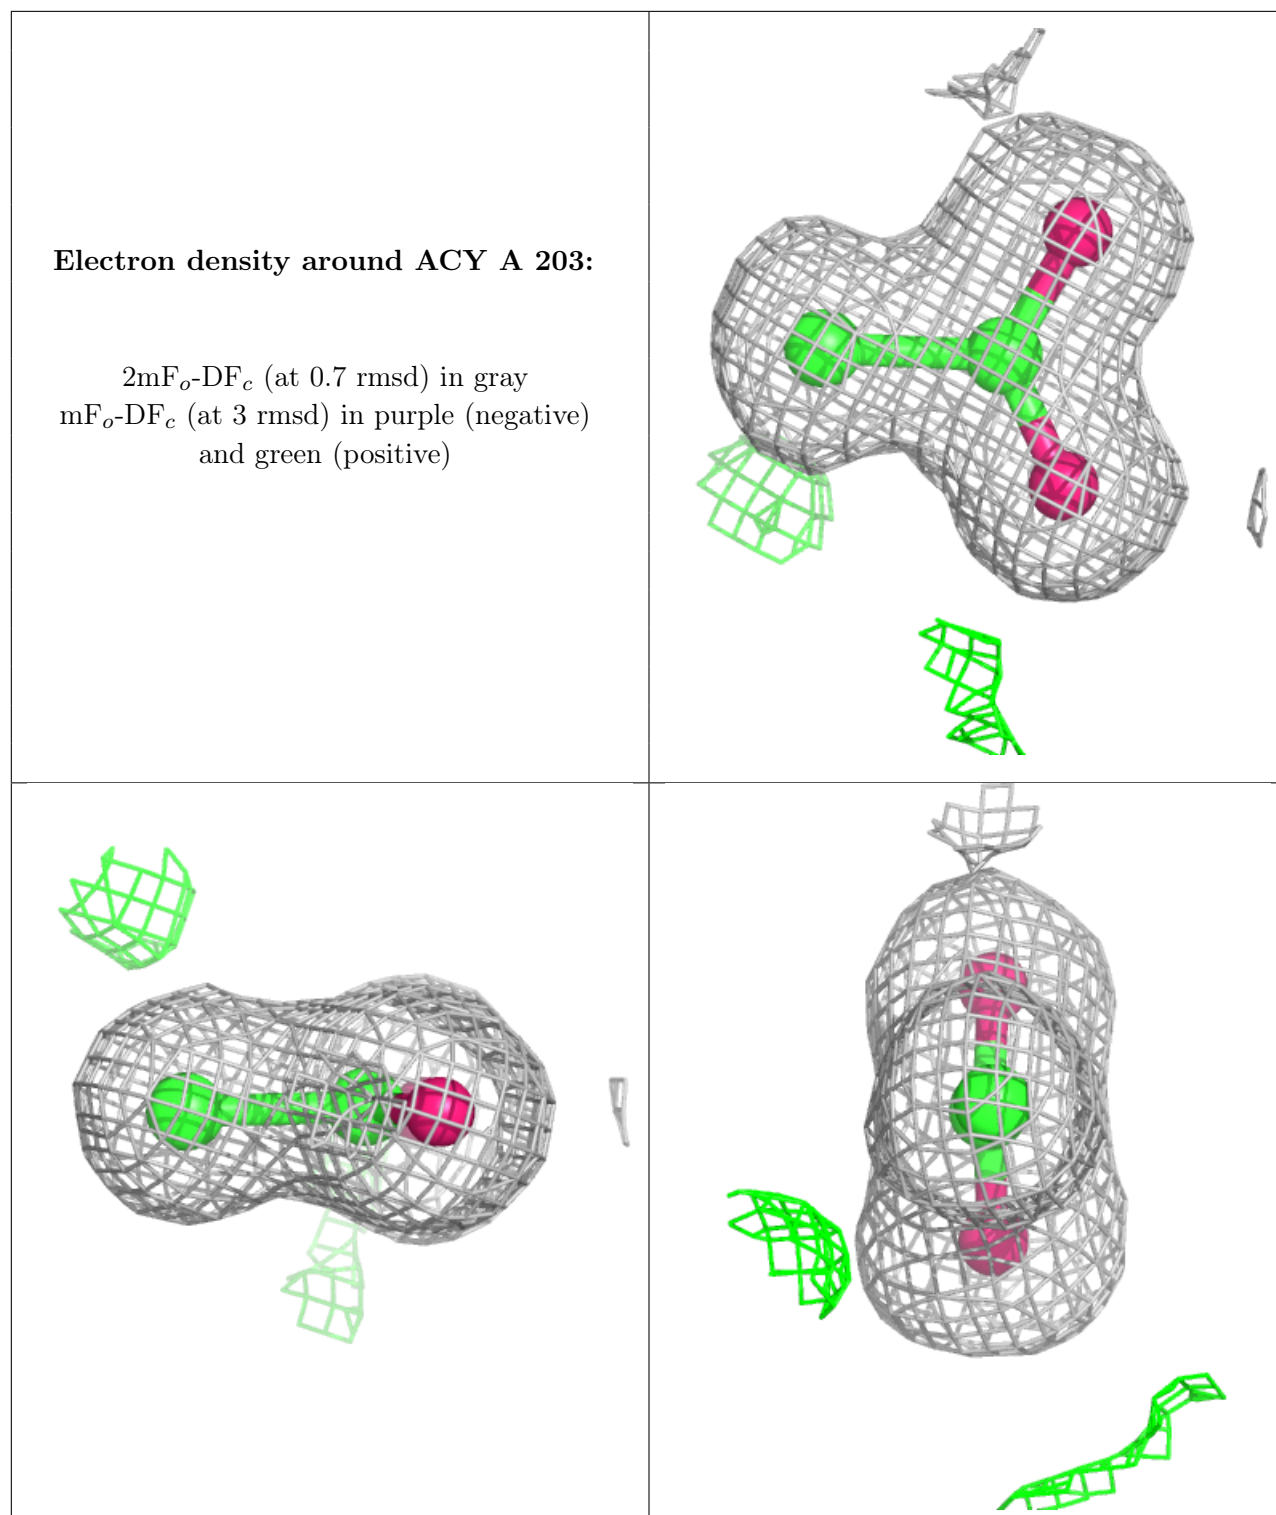 Electron density around ACY A 203:
2mFo-DFc (at 0.7 rmsd) in gray
mFo-DFc (at 3 rmsd) in purple (negative)
and green (positive)